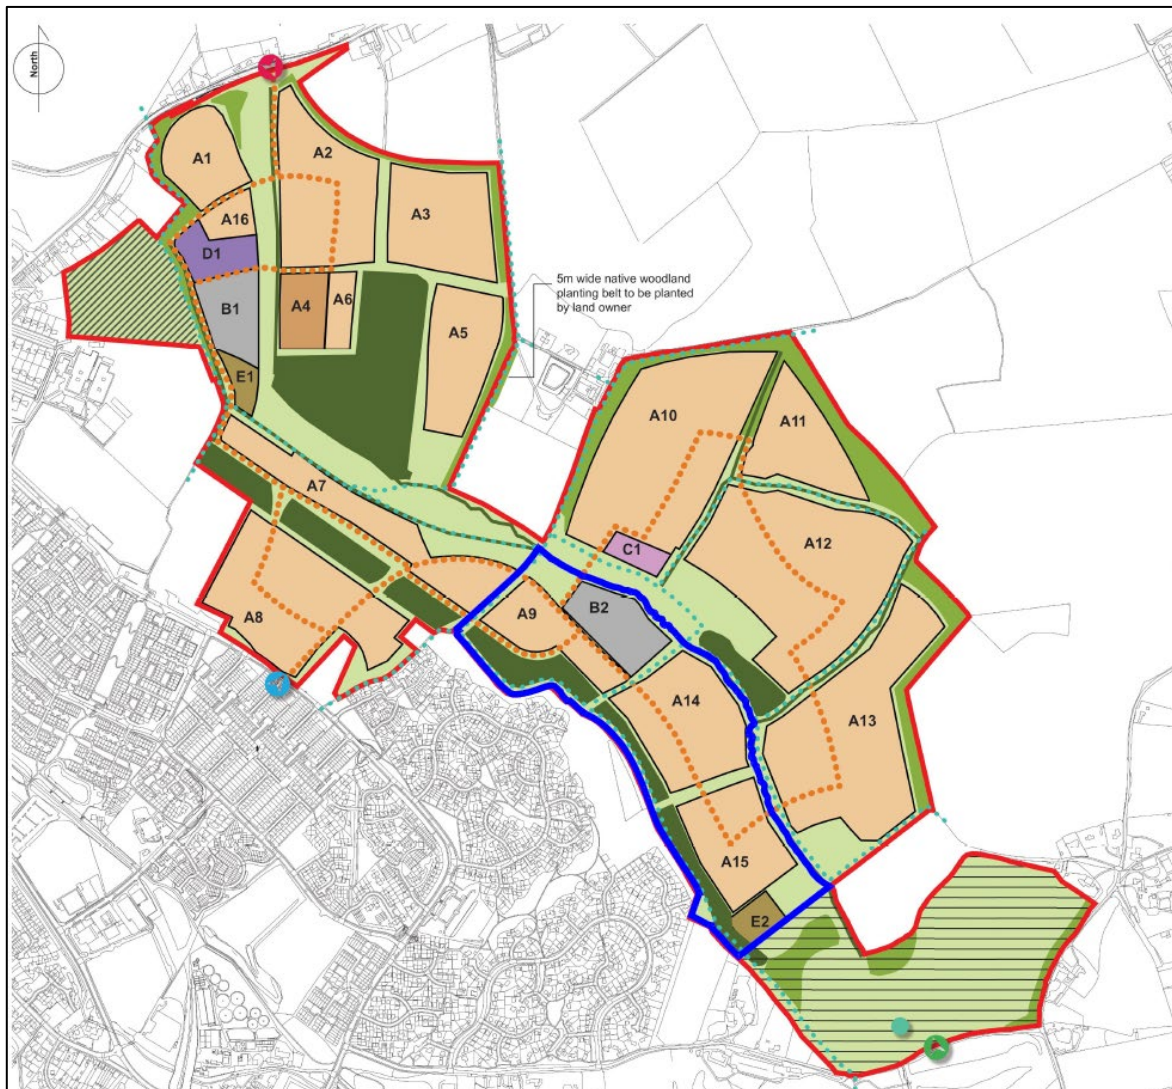 North
A1
A2
A16
A3
D1
5m wide native woodland
planting belt to be planted
by land owner
B1
A4
A6
A5
E1
A10
A11
A7
A12
C1
A8
A9
B2
A14
A13
A15
E2